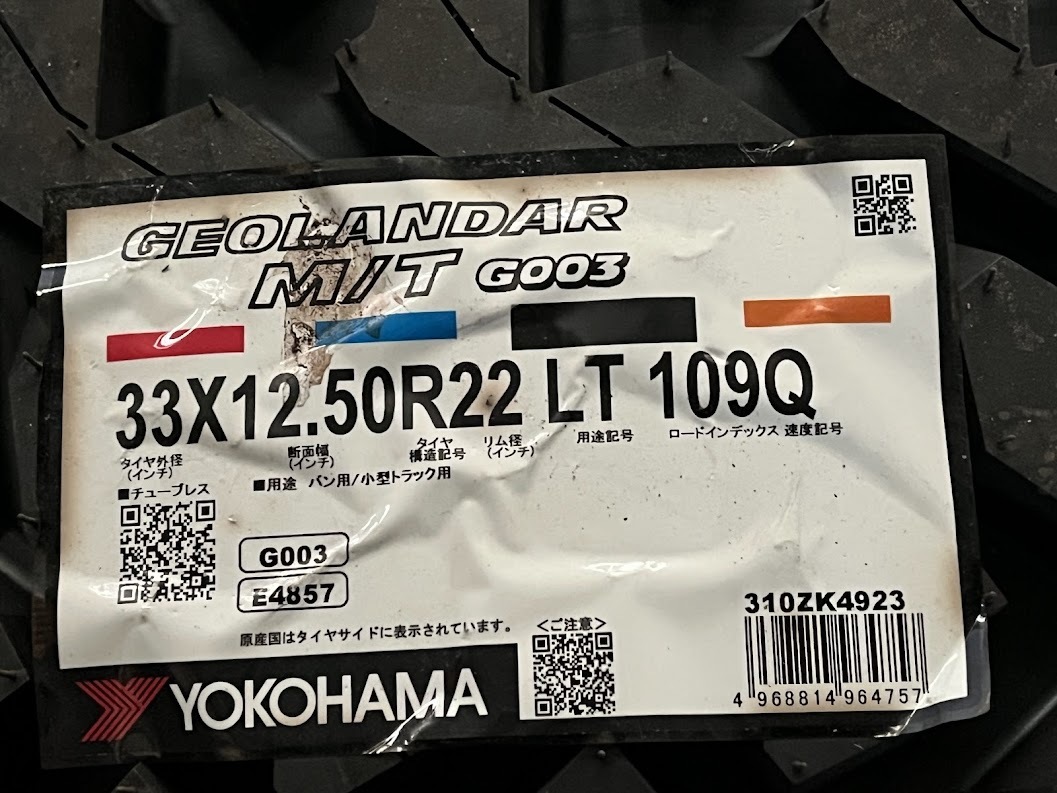 GEOLANDAR
M/T G003
33X12.50R22 LT 109Q
タイヤ外径
(インチ)
断面幅
(インチ)
タイヤ
構造記号
リム径
(インチ)
用途記号
ロードインデックス 速度記号
■チューブレス
■用途 バン用/小型トラック用
G003
E4857
原産国はタイヤサイドに表示されています。
<ご注意>
310ZK4923
4 968814 964757
YOKOHAMA